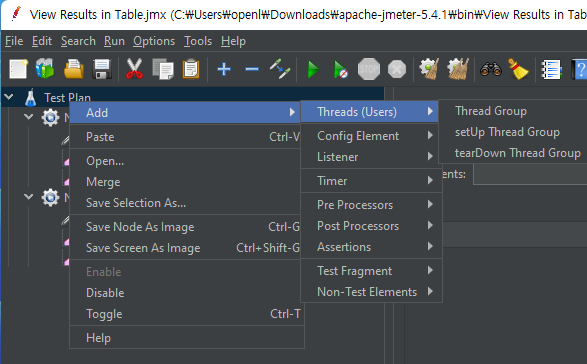 View Results in Table.jmx (C:₩Users₩openl₩Downloads₩apache-jmeter-5.4.1₩bin₩View Results in Tab
File Edit Search Run Options Tools Help
Test Plan
Add
Paste Ctrl-V
Open...
Merge
Save Selection As...
Save Node As Image Ctrl-G
Save Screen As Image Ctrl+Shift-G
Enable
Disable
Toggle Ctrl-T
Help
Threads (Users)
Config Element
Listener
Timer
Pre Processors
Post Processors
Assertions
Test Fragment
Non-Test Elements
Thread Group
setUp Thread Group
tearDown Thread Group
ents: